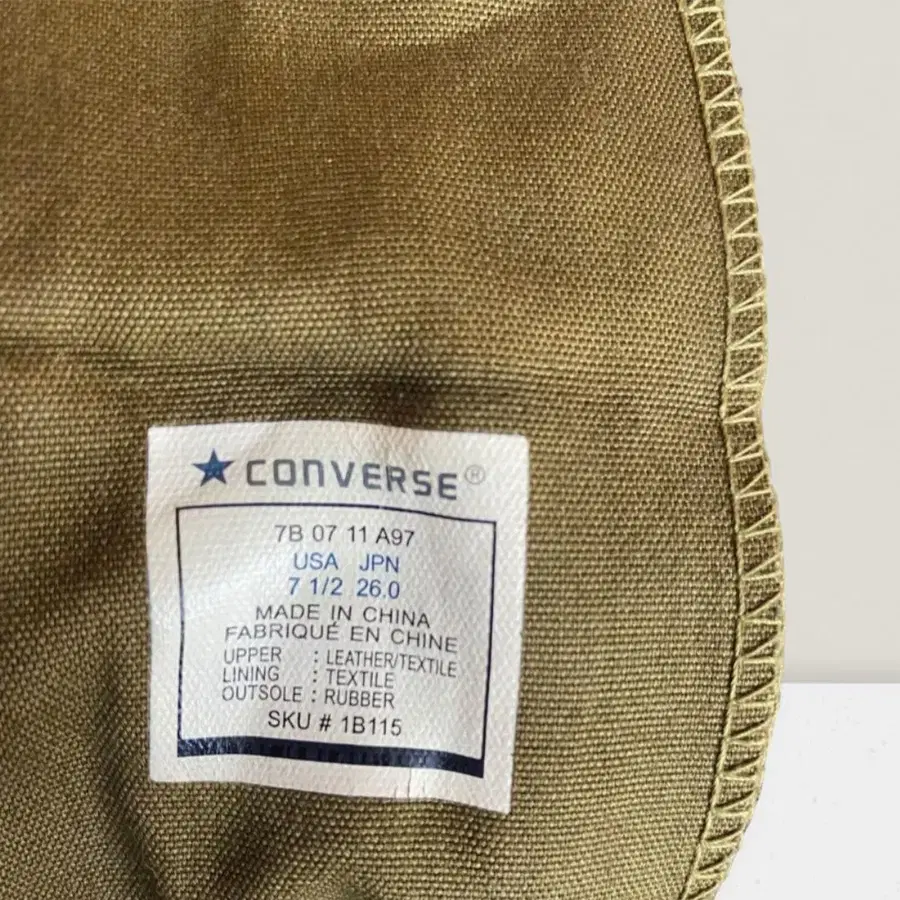 ★ CONVERSE®
7B 07 11 A97
USA JPN
7 1/2 26.0
MADE IN CHINA
FABRIQUÉ EN CHINE
UPPER : LEATHER/TEXTILE
LINING : TEXTILE
OUTSOLE : RUBBER
SKU # 1B115